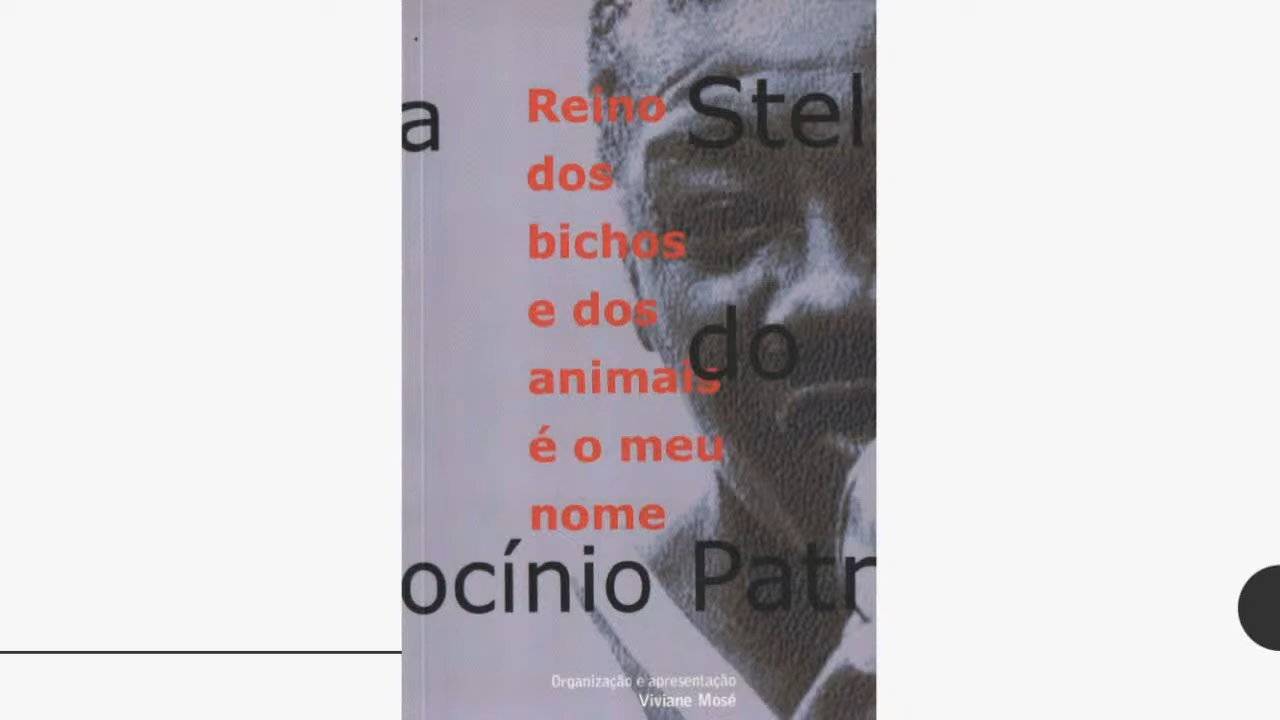 Reino
dos
bichos
e dos
animais
é o meu
nome
a
Stel
do
ocínio Patr
Organização e apresentação
Viviane Mosé